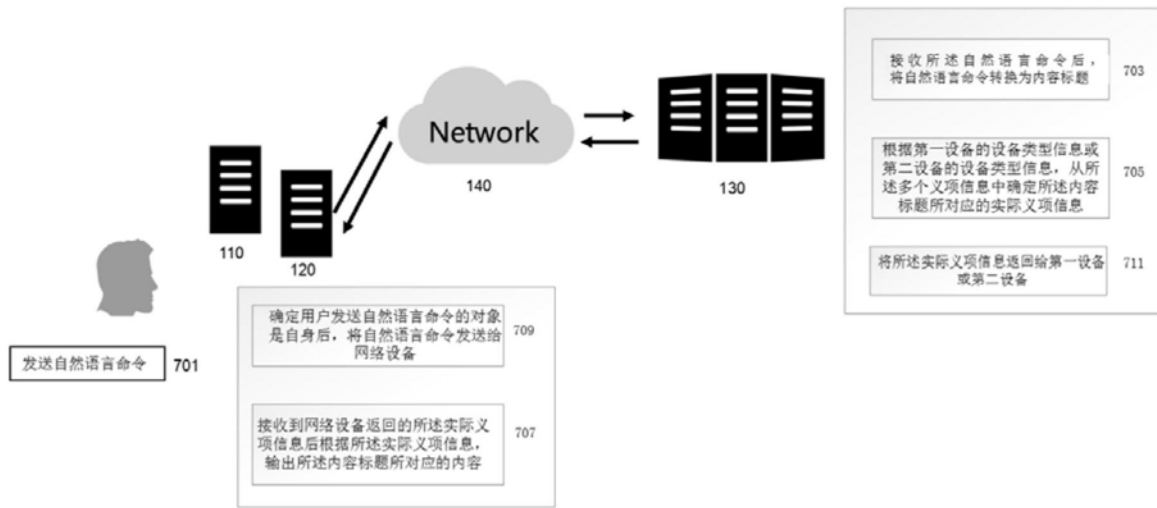 接收所述自然语言命令后，
将自然语言命令转换为内容标题
703
根据第一设备的设备类型信息或
第二设备的设备类型信息，从所
述多个义项信息中确定所述内容
标题所对应的实际义项信息
705
将所述实际义项信息返回给第一设备
或第二设备
711
Network
140
130
110
120
发送自然语言命令
701
确定用户发送自然语言命令的对象
是自身后，将自然语言命令发送给
网络设备
709
接收到网络设备返回的所述实际义
项信息后根据所述实际义项信息，
输出所述内容标题所对应的内容
707